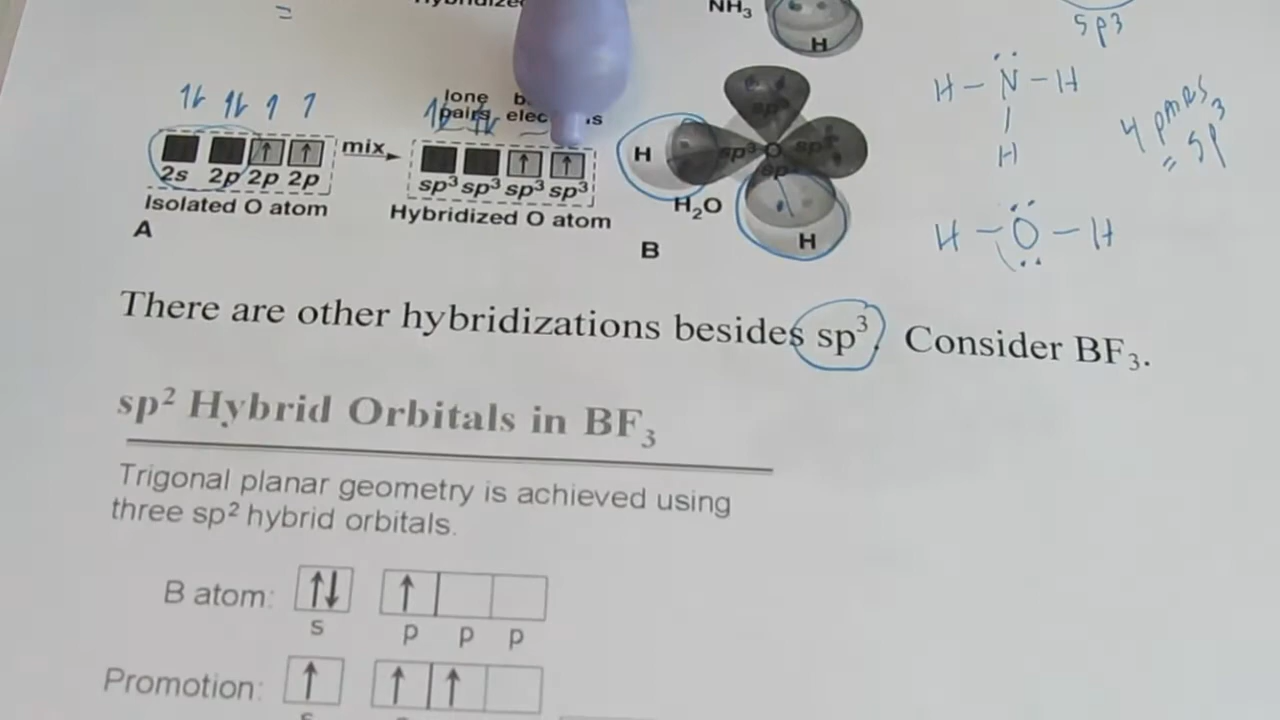 NH3
H
sp3
H – N – H
H
4 pairs
= sp3
lone
pairs
2s 2p 2p 2p
mix
sp3 sp3 sp3 sp3
Isolated O atom
Hybridized O atom
A
H
sp3 O
H2O
H
B
H – O – H
There are other hybridizations besides sp3. Consider BF3.
sp2 Hybrid Orbitals in BF3
Trigonal planar geometry is achieved using
three sp2 hybrid orbitals.
B atom:
s p p p
Promotion: